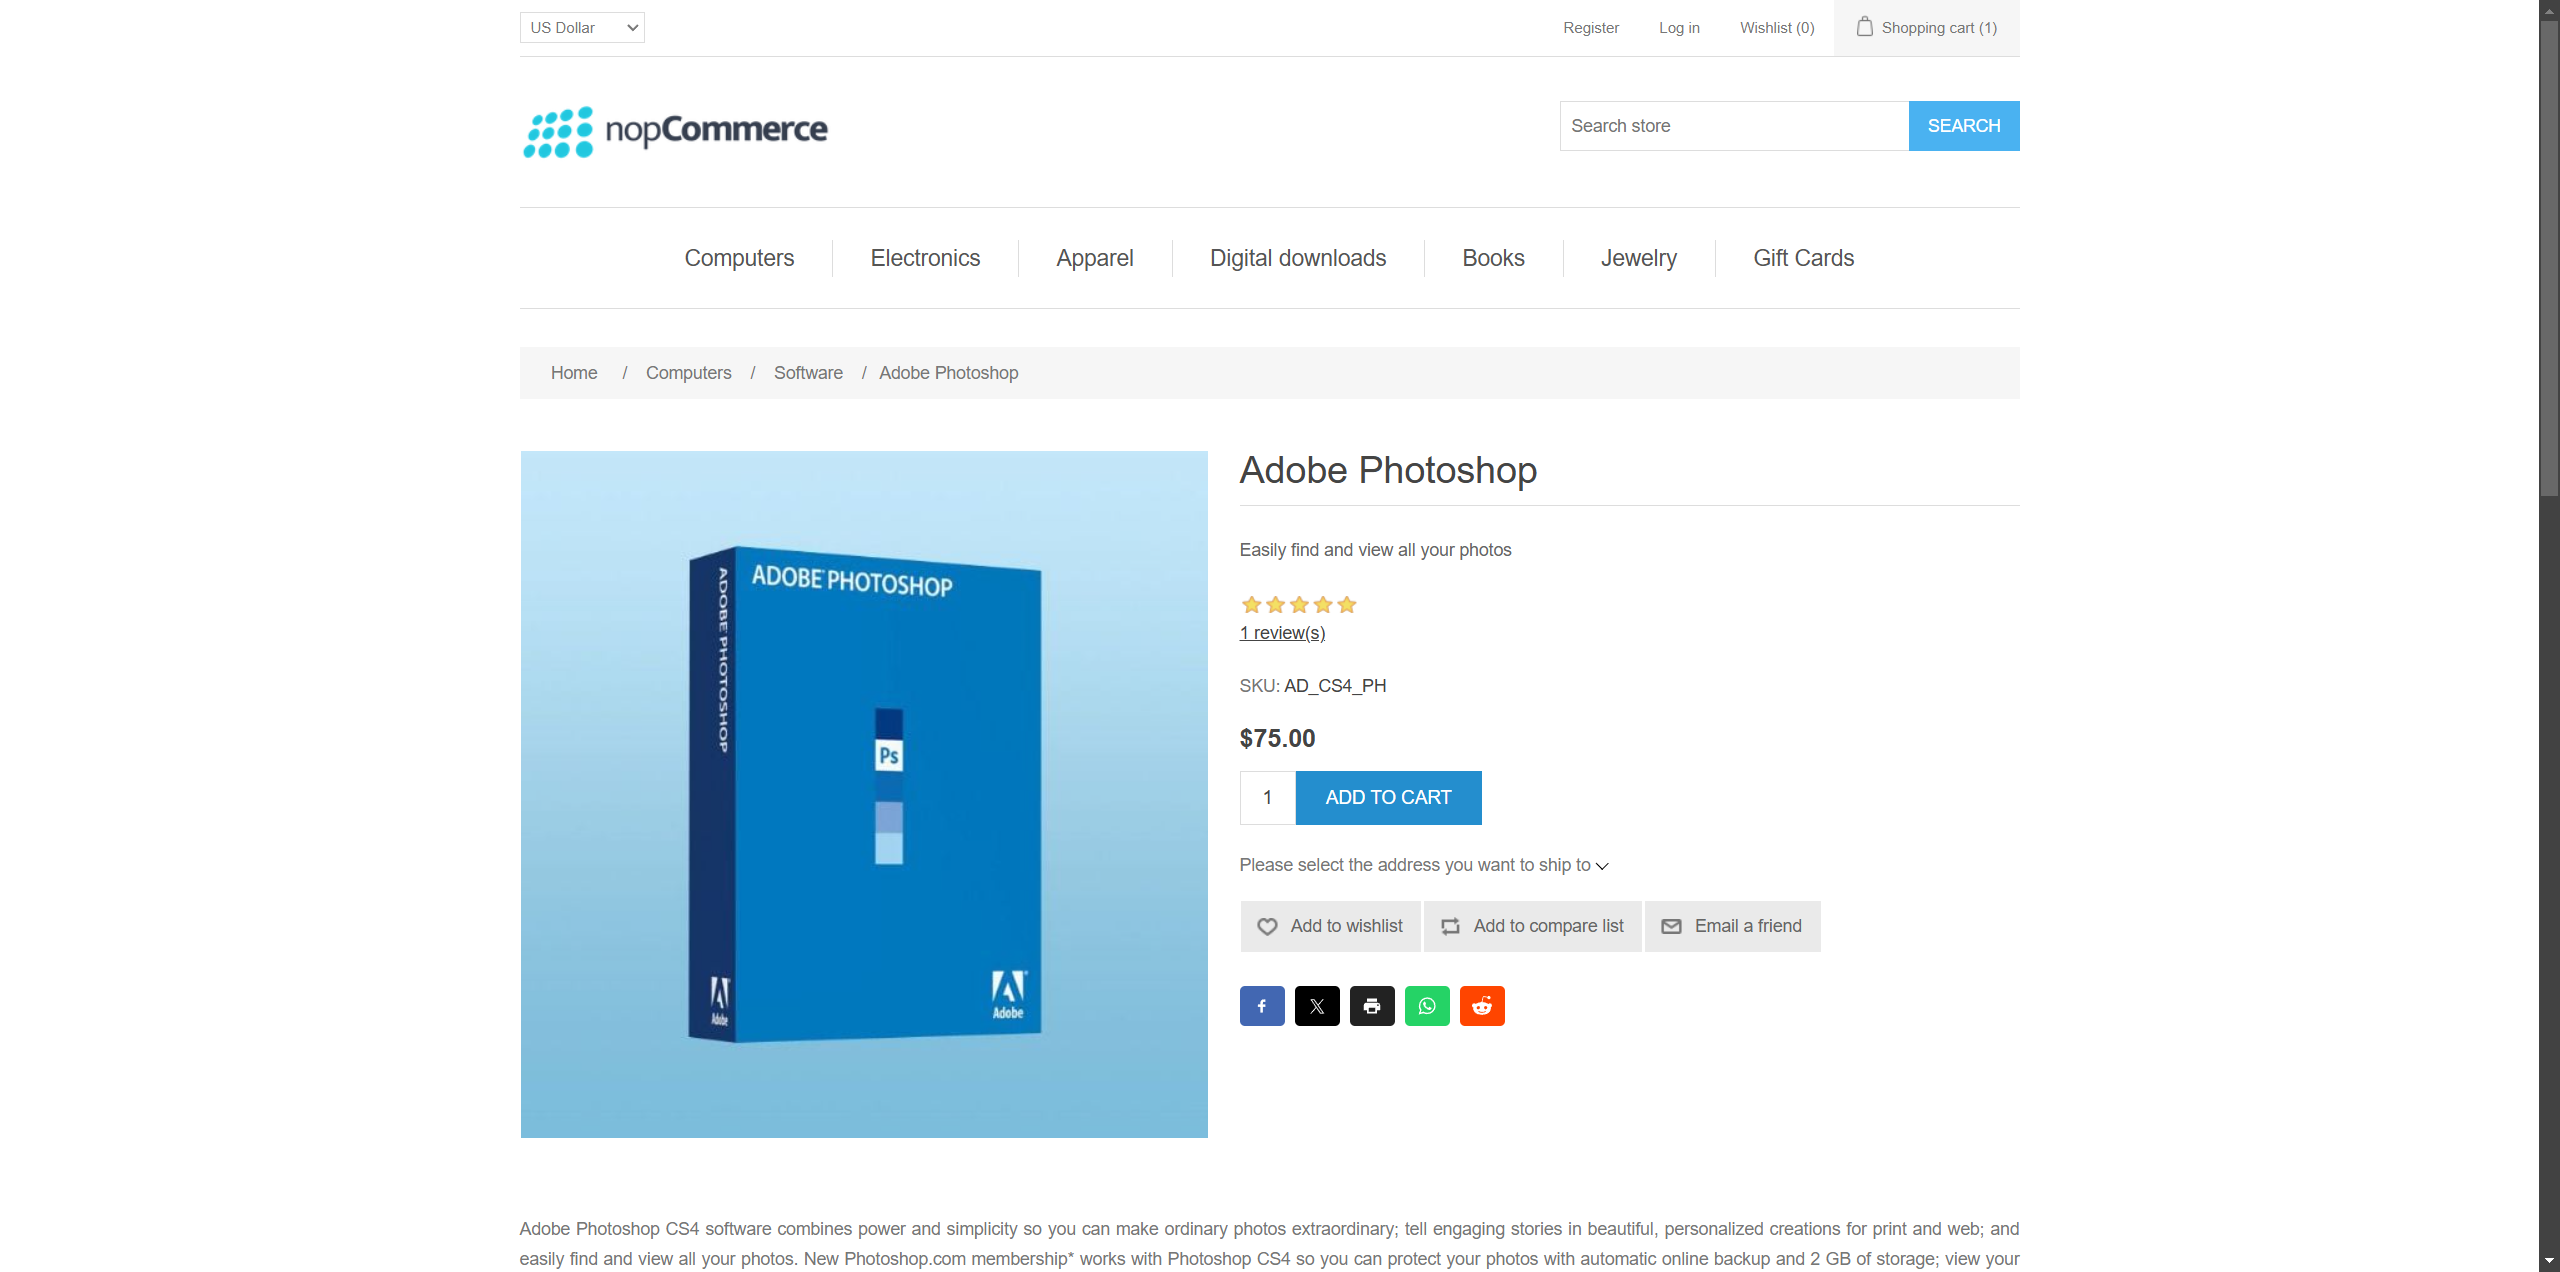 US Dollar
Register
Log in
Wishlist (0)
Shopping cart (1)
nopCommerce
Search store
SEARCH
Computers
Electronics
Apparel
Digital downloads
Books
Jewelry
Gift Cards
Home / Computers / Software / Adobe Photoshop
ADOBE PHOTOSHOP
ADOBE PHOTOSHOP
Ps
Adobe
Adobe
Adobe Photoshop
Easily find and view all your photos
1 review(s)
SKU: AD_CS4_PH
$75.00
1
ADD TO CART
Please select the address you want to ship to
Add to wishlist
Add to compare list
Email a friend
Adobe Photoshop CS4 software combines power and simplicity so you can make ordinary photos extraordinary; tell engaging stories in beautiful, personalized creations for print and web; and
easily find and view all your photos. New Photoshop.com membership* works with Photoshop CS4 so you can protect your photos with automatic online backup and 2 GB of storage; view your